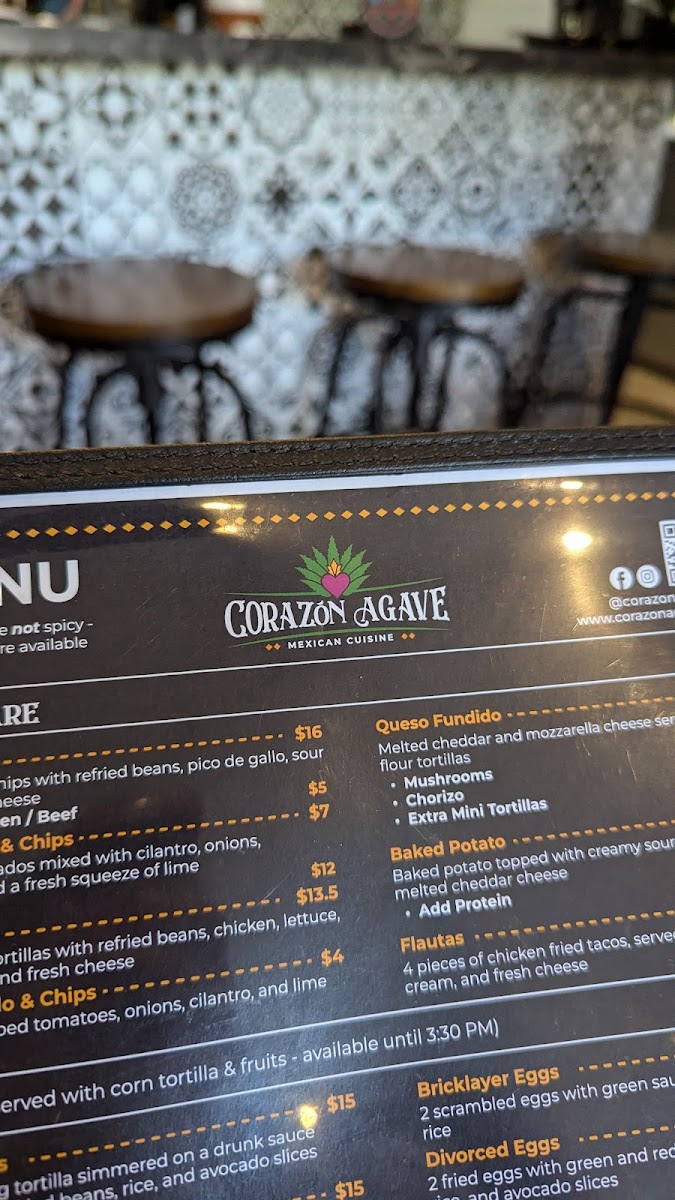 NU
e not spicy -
re available
CORAZÓN AGAVE
MEXICAN CUISINE
@corazon
www.corazona
ARE
$16
hips with refried beans, pico de gallo, sour
heese
$5
en / Beef
& Chips $7
ados mixed with cilantro, onions,
d a fresh squeeze of lime
$12
$13.5
ortillas with refried beans, chicken, lettuce,
nd fresh cheese
lo & Chips $4
ped tomatoes, onions, cilantro, and lime
Queso Fundido
Melted cheddar and mozzarella cheese ser
flour tortillas
• Mushrooms
• Chorizo
• Extra Mini Tortillas
Baked Potato
Baked potato topped with creamy sour
melted cheddar cheese
• Add Protein
Flautas
4 pieces of chicken fried tacos, serve
cream, and fresh cheese
erved with corn tortilla & fruits - available until 3:30 PM)
s $15
g tortilla simmered on a drunk sauce
d beans, rice, and avocado slices
$15
Bricklayer Eggs
2 scrambled eggs with green sau
rice
Divorced Eggs
2 fried eggs with green and red
rice, and avocado slices